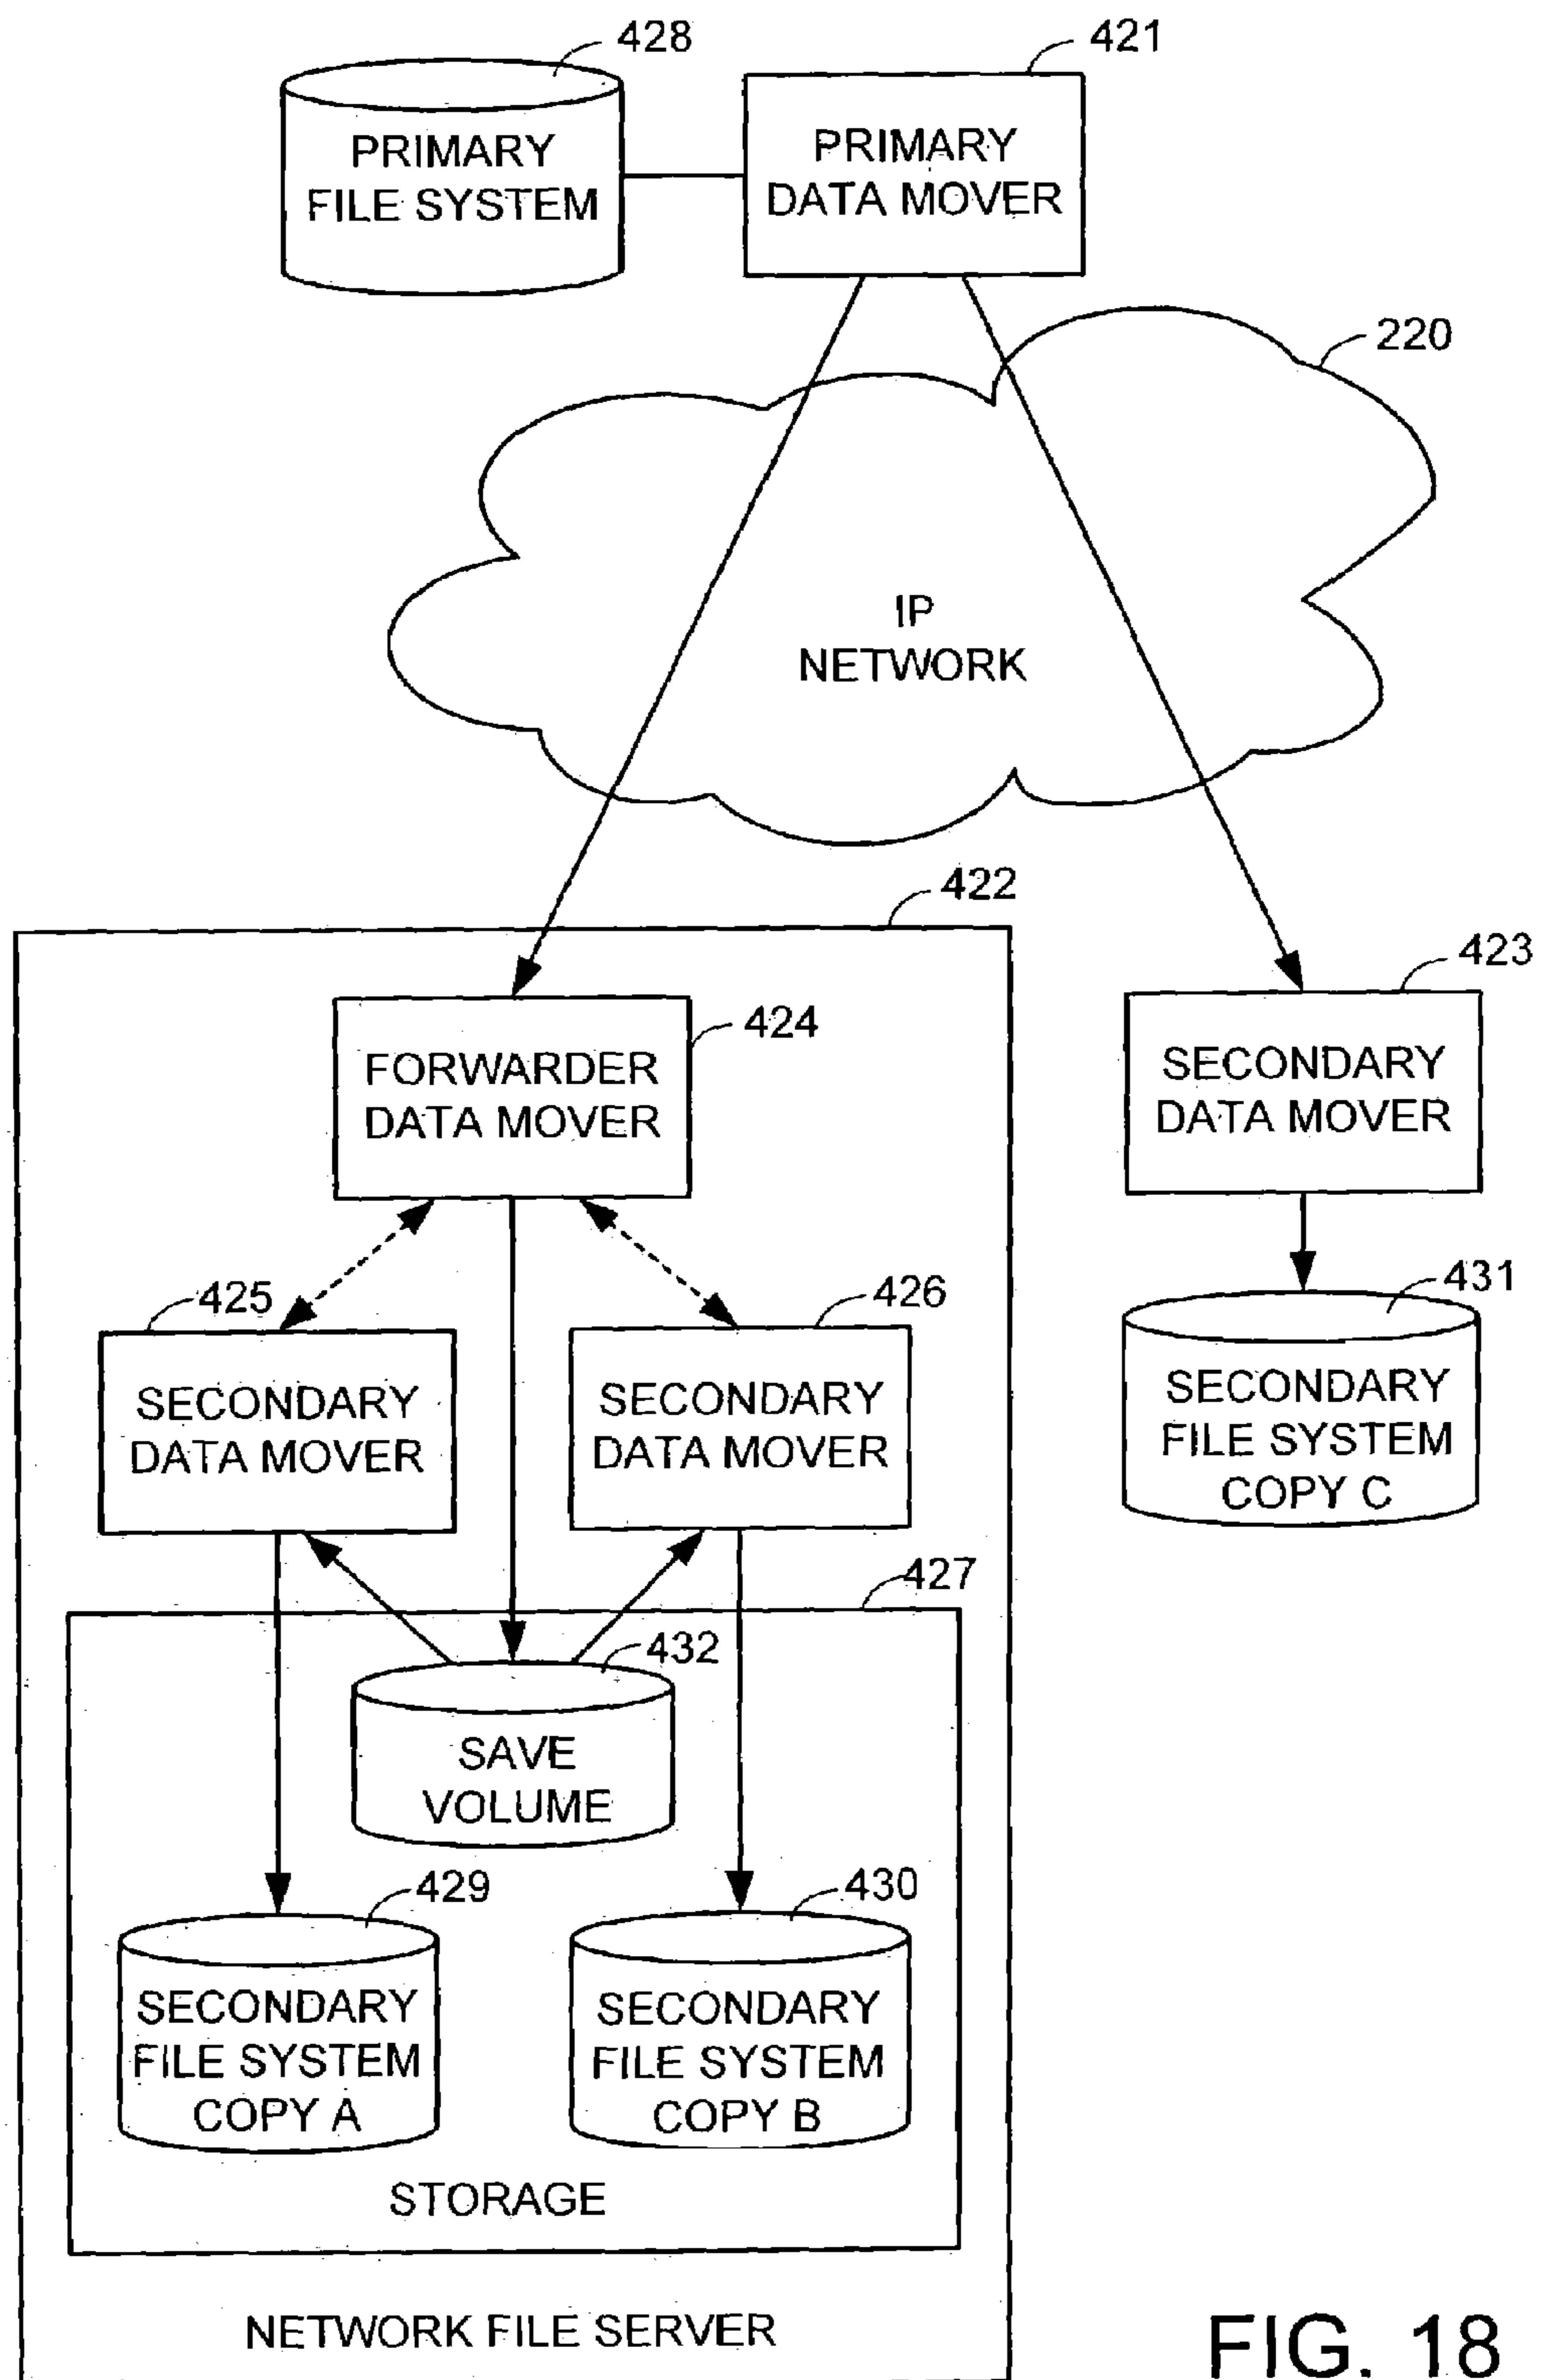 428
421
PRIMARY
FILE SYSTEM
PRIMARY
DATA MOVER
220
IP
NETWORK
422
423
424
FORWARDER
DATA MOVER
SECONDARY
DATA MOVER
425
426
431
SECONDARY
DATA MOVER
SECONDARY
DATA MOVER
SECONDARY
FILE SYSTEM
COPY C
427
432
SAVE
VOLUME
429
430
SECONDARY
FILE SYSTEM
COPY A
SECONDARY
FILE SYSTEM
COPY B
STORAGE
NETWORK FILE SERVER
FIG. 18